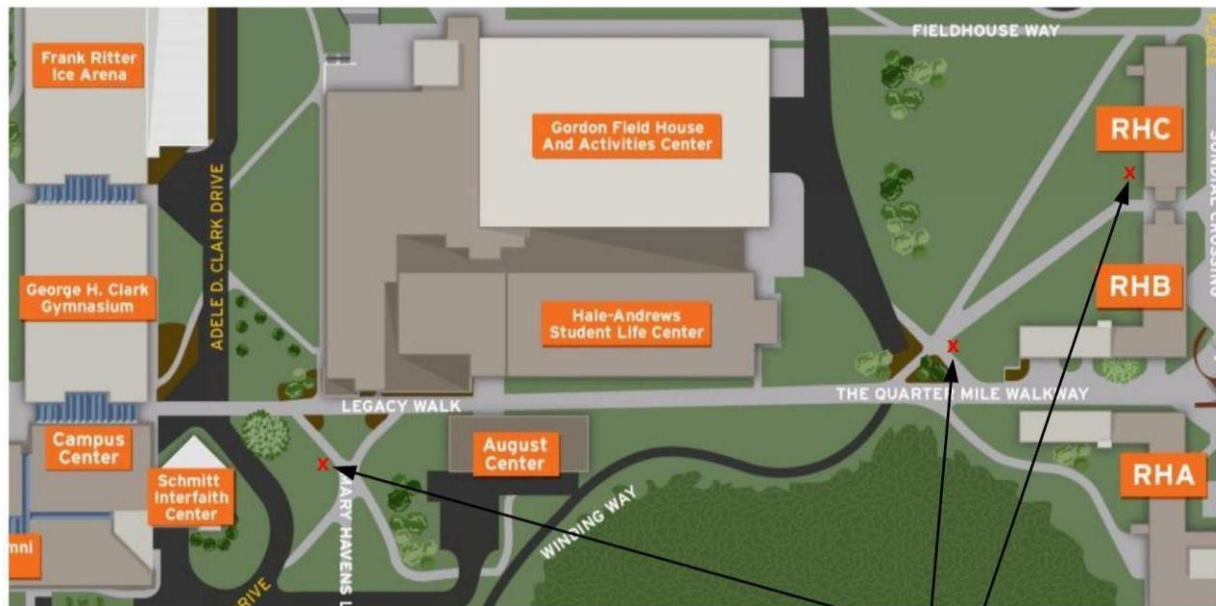 FIELDHOUSE WAY
PLACE
Frank Ritter
Ice Arena
Gordon Field House
And Activities Center
RHC
SUNDIAL CROSSING
x
ADELE D. CLARK DRIVE
George H. Clark
Gymnasium
Hale-Andrews
Student Life Center
RHB
x
LEGACY WALK
THE QUARTER MILE WALKWAY
Campus
Center
August
Center
x
Schmitt
Interfaith
Center
RHA
MARY HAVENS L
WINDING WAY
mni
DRIVE